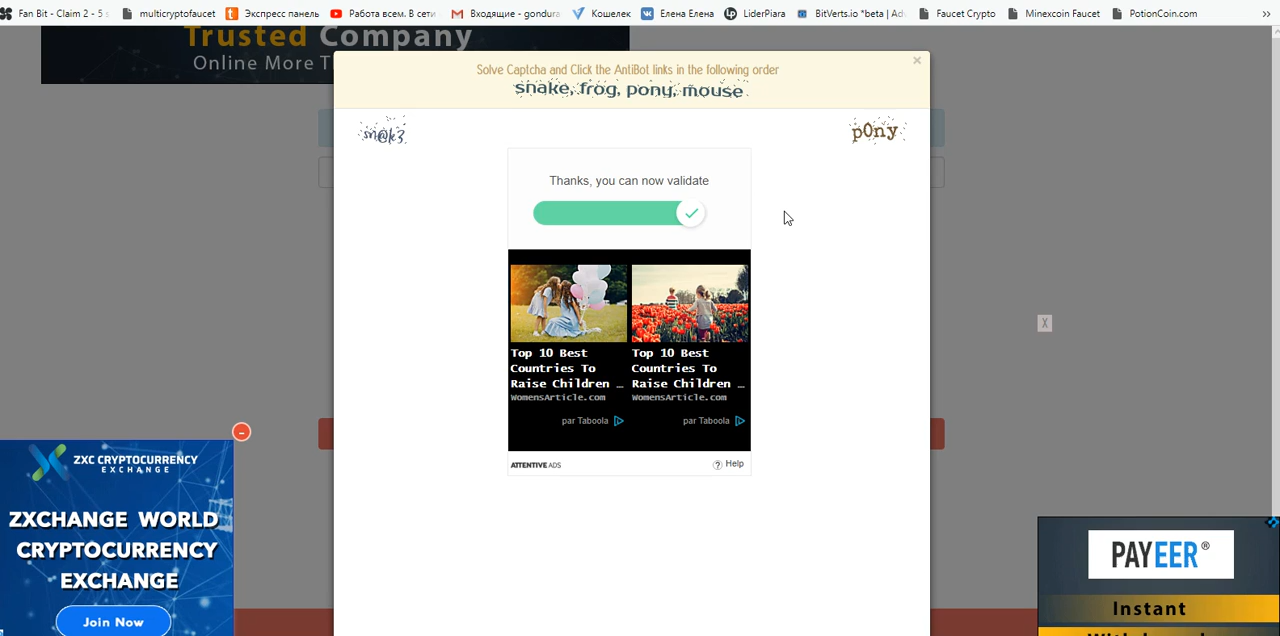 Fan Bit - Claim 2 - 5 s
multicryptofaucet
Экспресс панель
Работа всем. В сети
Входящие - gondura
Кошелек
Елена Елена
LiderPiara
BitVerts.io *beta | Ad
Faucet Crypto
Minexcoin Faucet
PotionCoin.com
»
Trusted Company
Online More T
Solve Captcha and Click the AntiBot links in the following order
×
snake, frog, pony, mouse
sn@k3
p0ny
Thanks, you can now validate
X
Top 10 Best
Countries To
Raise Children …
WomensArticle.com
par Taboola
Top 10 Best
Countries To
Raise Children …
WomensArticle.com
par Taboola
ATTENTIVE ADS
? Help
ZXC CRYPTOCURRENCY
EXCHANGE
ZXCHANGE WORLD
CRYPTOCURRENCY
EXCHANGE
Join Now
PAYEER®
Instant